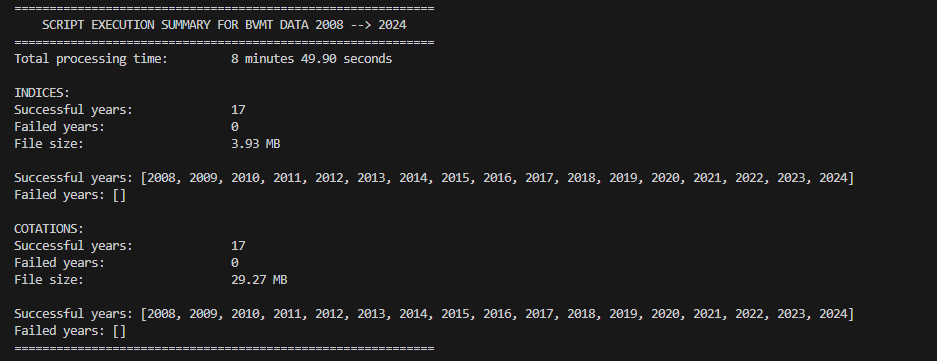 ============================================================
SCRIPT EXECUTION SUMMARY FOR BVMT DATA 2008 --> 2024
============================================================
Total processing time: 8 minutes 49.90 seconds
INDICES:
Successful years: 17
Failed years: 0
File size: 3.93 MB
Successful years: [2008, 2009, 2010, 2011, 2012, 2013, 2014, 2015, 2016, 2017, 2018, 2019, 2020, 2021, 2022, 2023, 2024]
Failed years: []
COTATIONS:
Successful years: 17
Failed years: 0
File size: 29.27 MB
Successful years: [2008, 2009, 2010, 2011, 2012, 2013, 2014, 2015, 2016, 2017, 2018, 2019, 2020, 2021, 2022, 2023, 2024]
Failed years: []
============================================================